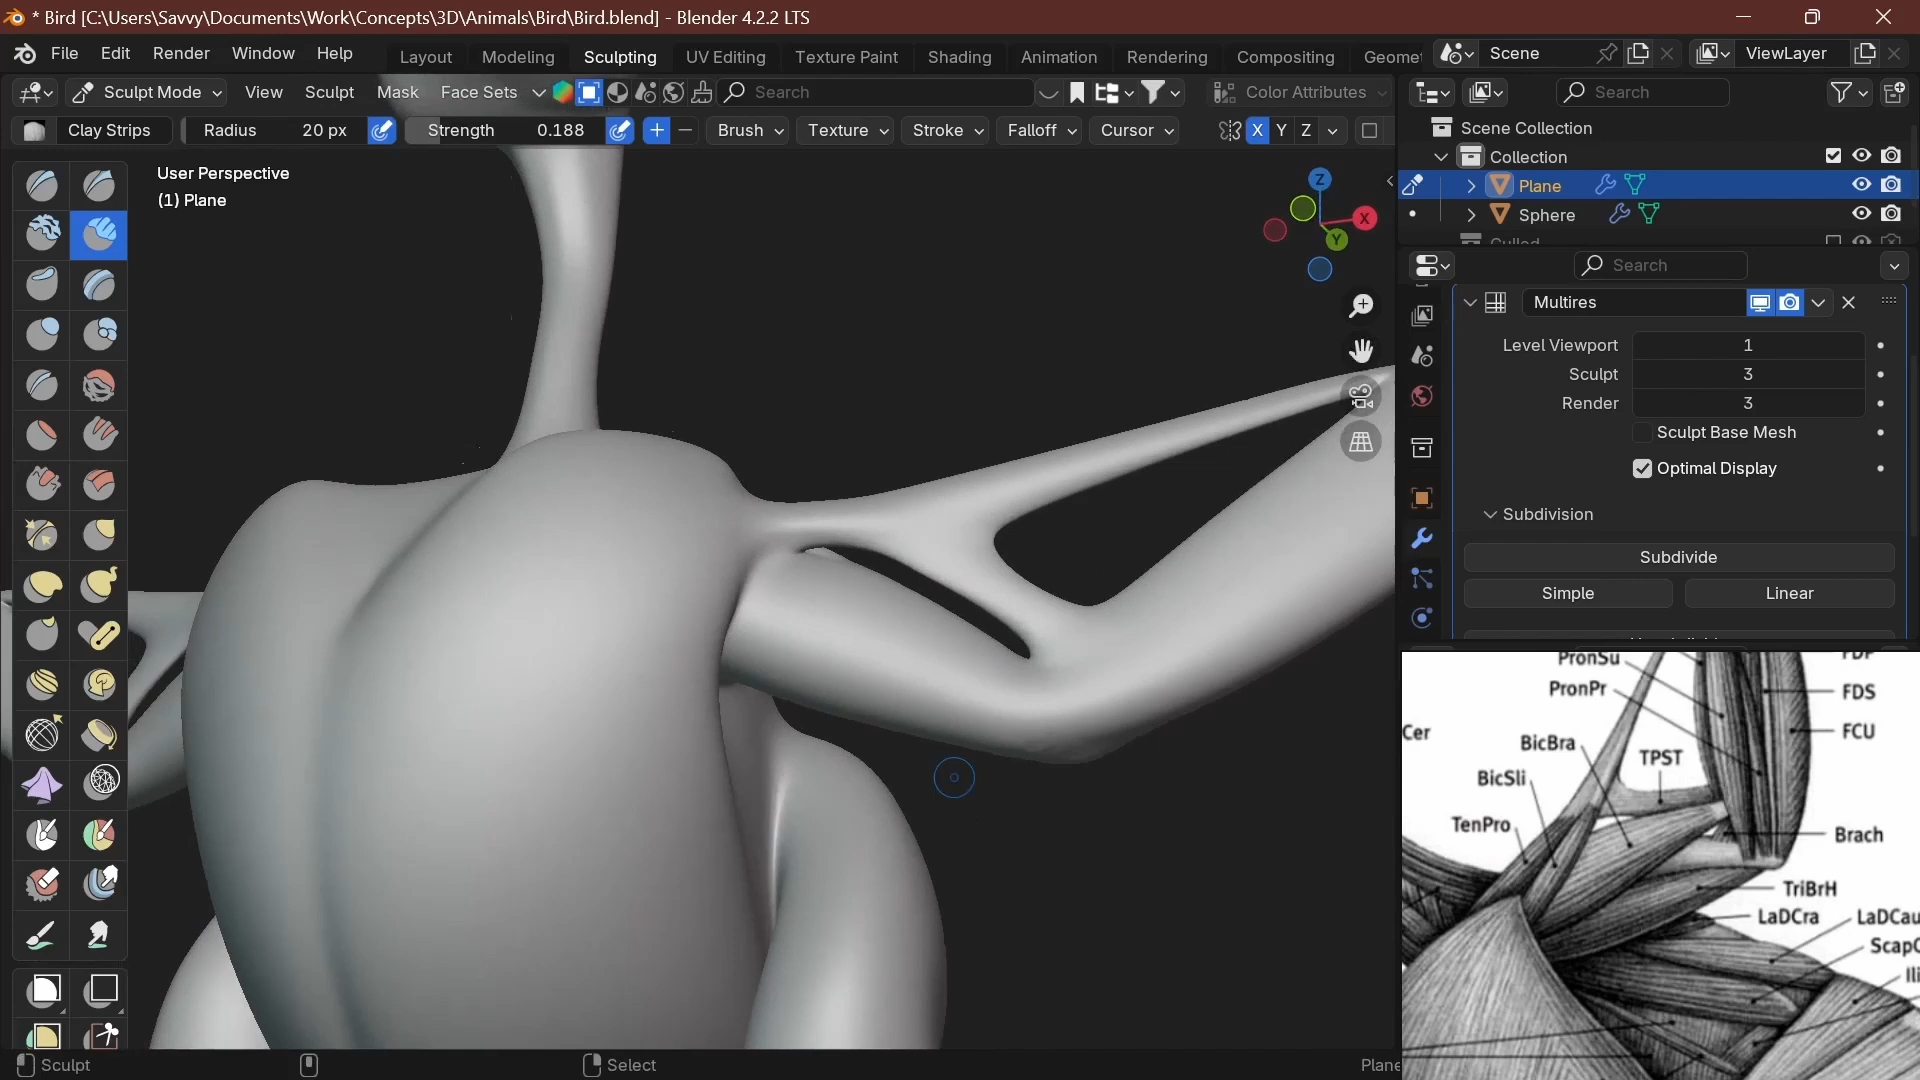 * Bird [C:\Users\Savvy\Documents\Work\Concepts\3D\Animals\Bird\Bird.blend] - Blender 4.2.2 LTS
File Edit Render Window Help Layout Modeling Sculpting UV Editing Texture Paint Shading Animation Rendering Compositing Geomet Scene ViewLayer
Sculpt Mode View Sculpt Mask Face Sets Search Color Attributes Search
Clay Strips Radius 20 px Strength 0.188 Brush Texture Stroke Falloff Cursor X Y Z
User Perspective
(1) Plane
Z
X
Y
Scene Collection
Collection
Plane
Sphere
Search
Multires
Level Viewport 1
Sculpt 3
Render 3
Sculpt Base Mesh
Optimal Display
Subdivision
Subdivide
Simple Linear
PronSu
PronPr FDS
Cer FCU
BicBra TPST
BicSli
TenPro Brach
TriBrH
LaDCra LaDCau
Sculpt Select Plane